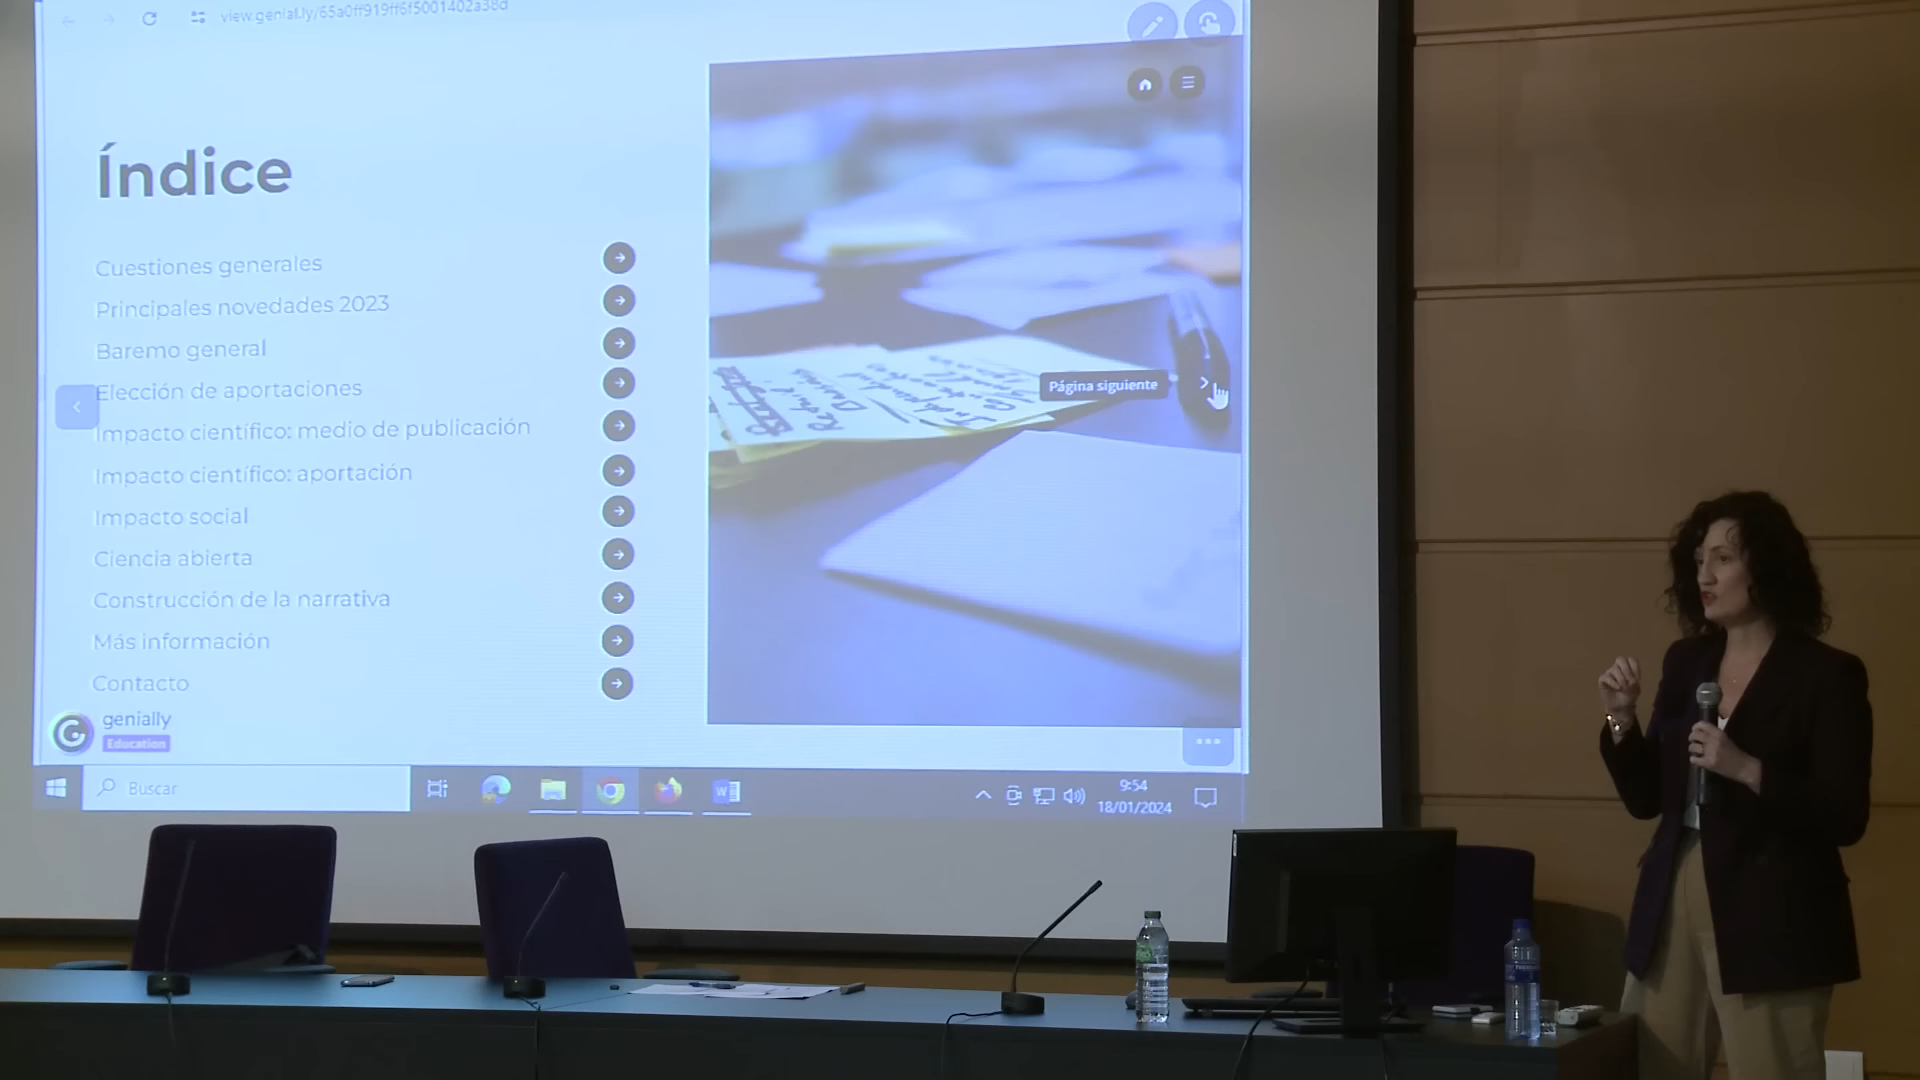 view.genial.ly/65a0ff919ff6f5001402a38d
Índice
Cuestiones generales
Principales novedades 2023
Baremo general
Elección de aportaciones
Impacto científico: medio de publicación
Impacto científico: aportación
Impacto social
Ciencia abierta
Construcción de la narrativa
Más información
Contacto
Página siguiente
genially
Education
Buscar
9:54
18/01/2024